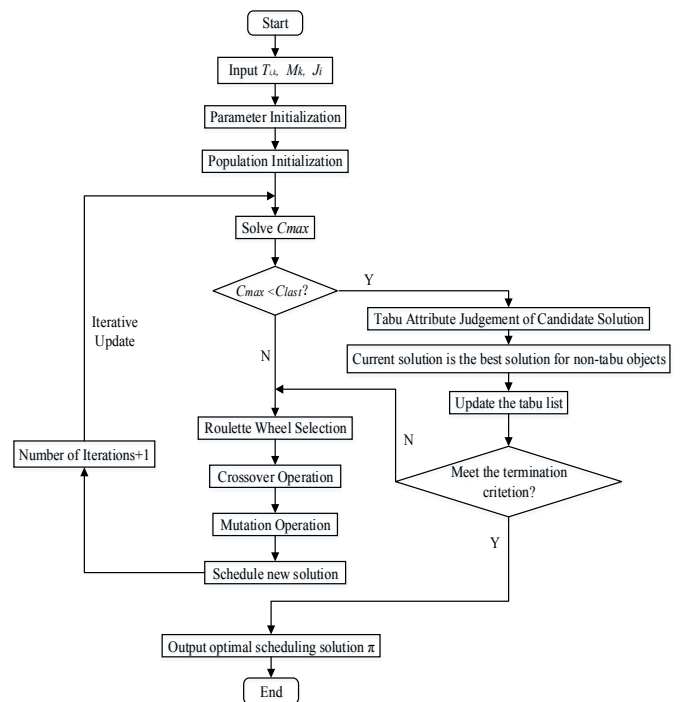 Start
Input Ti,k, Mk, Ji
Parameter Initialization
Population Initialization
Solve Cmax
Cmax <Clast?
Y
Tabu Attribute Judgement of Candidate Solution
Current solution is the best solution for non-tabu objects
Update the tabu list
Meet the termination
critetion?
N
Y
N
Roulette Wheel Selection
Crossover Operation
Mutation Operation
Schedule new solution
Number of Iterations+1
Iterative
Update
Output optimal scheduling solution π
End